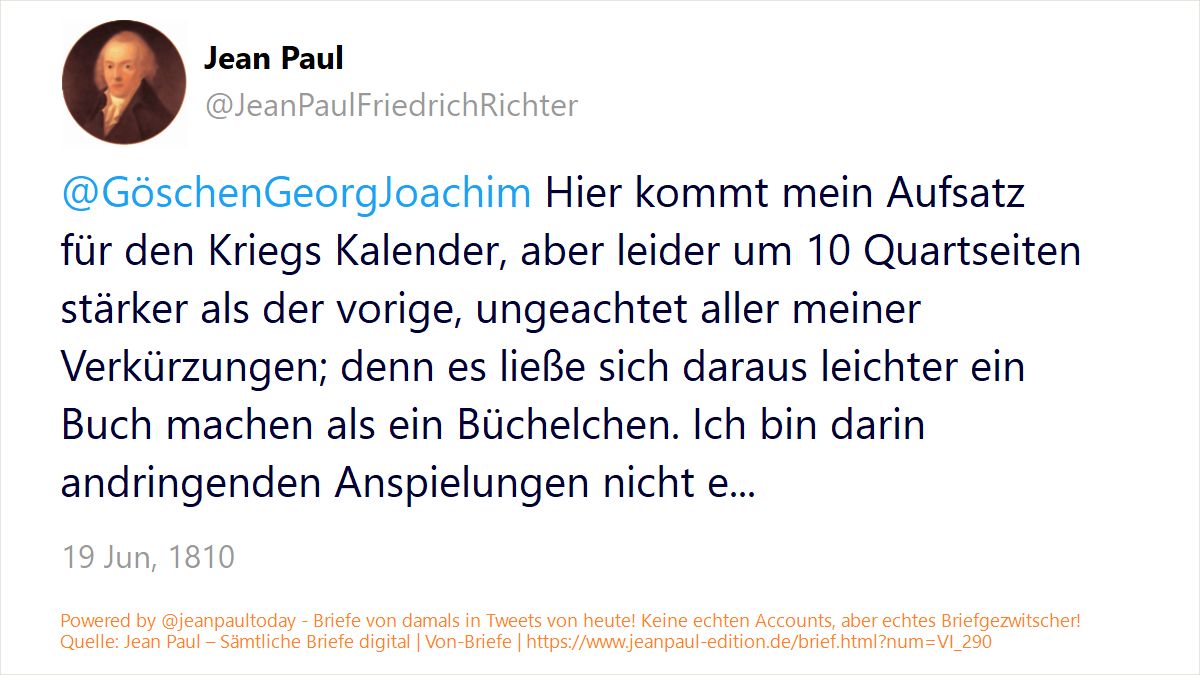 Jean Paul
@JeanPaulFriedrichRichter
@GöschenGeorgJoachim Hier kommt mein Aufsatz
für den Kriegs Kalender, aber leider um 10 Quartseiten
stärker als der vorige, ungeachtet aller meiner
Verkürzungen; denn es ließe sich daraus leichter ein
Buch machen als ein Büchelchen. Ich bin darin
andringenden Anspielungen nicht e...
19 Jun, 1810
Powered by @jeanpaultoday - Briefe von damals in Tweets von heute! Keine echten Accounts, aber echtes Briefgezwitscher!
Quelle: Jean Paul – Sämtliche Briefe digital | Von-Briefe | https://www.jeanpaul-edition.de/brief.html?num=VI_290